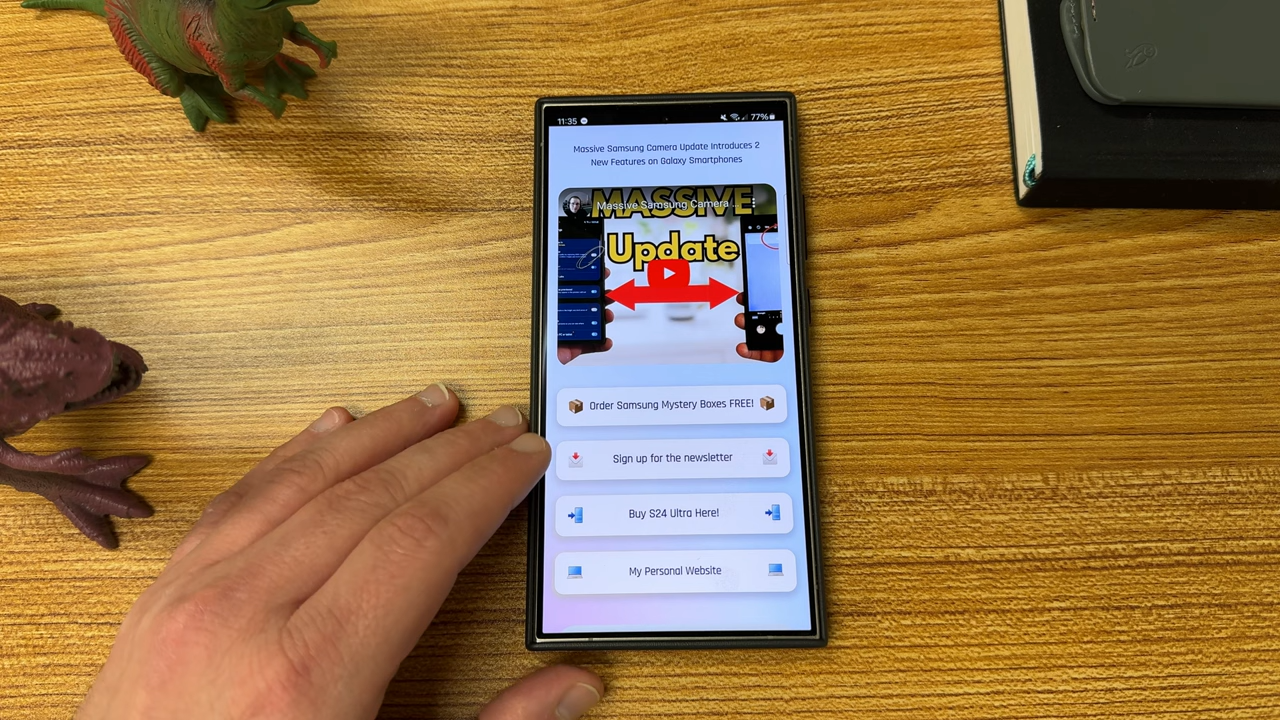 11:35
77%
Massive Samsung Camera Update Introduces 2
New Features on Galaxy Smartphones
MASSIVE
Massive Samsung Camera ...
Update
Order Samsung Mystery Boxes FREE!
Sign up for the newsletter
Buy S24 Ultra Here!
My Personal Website